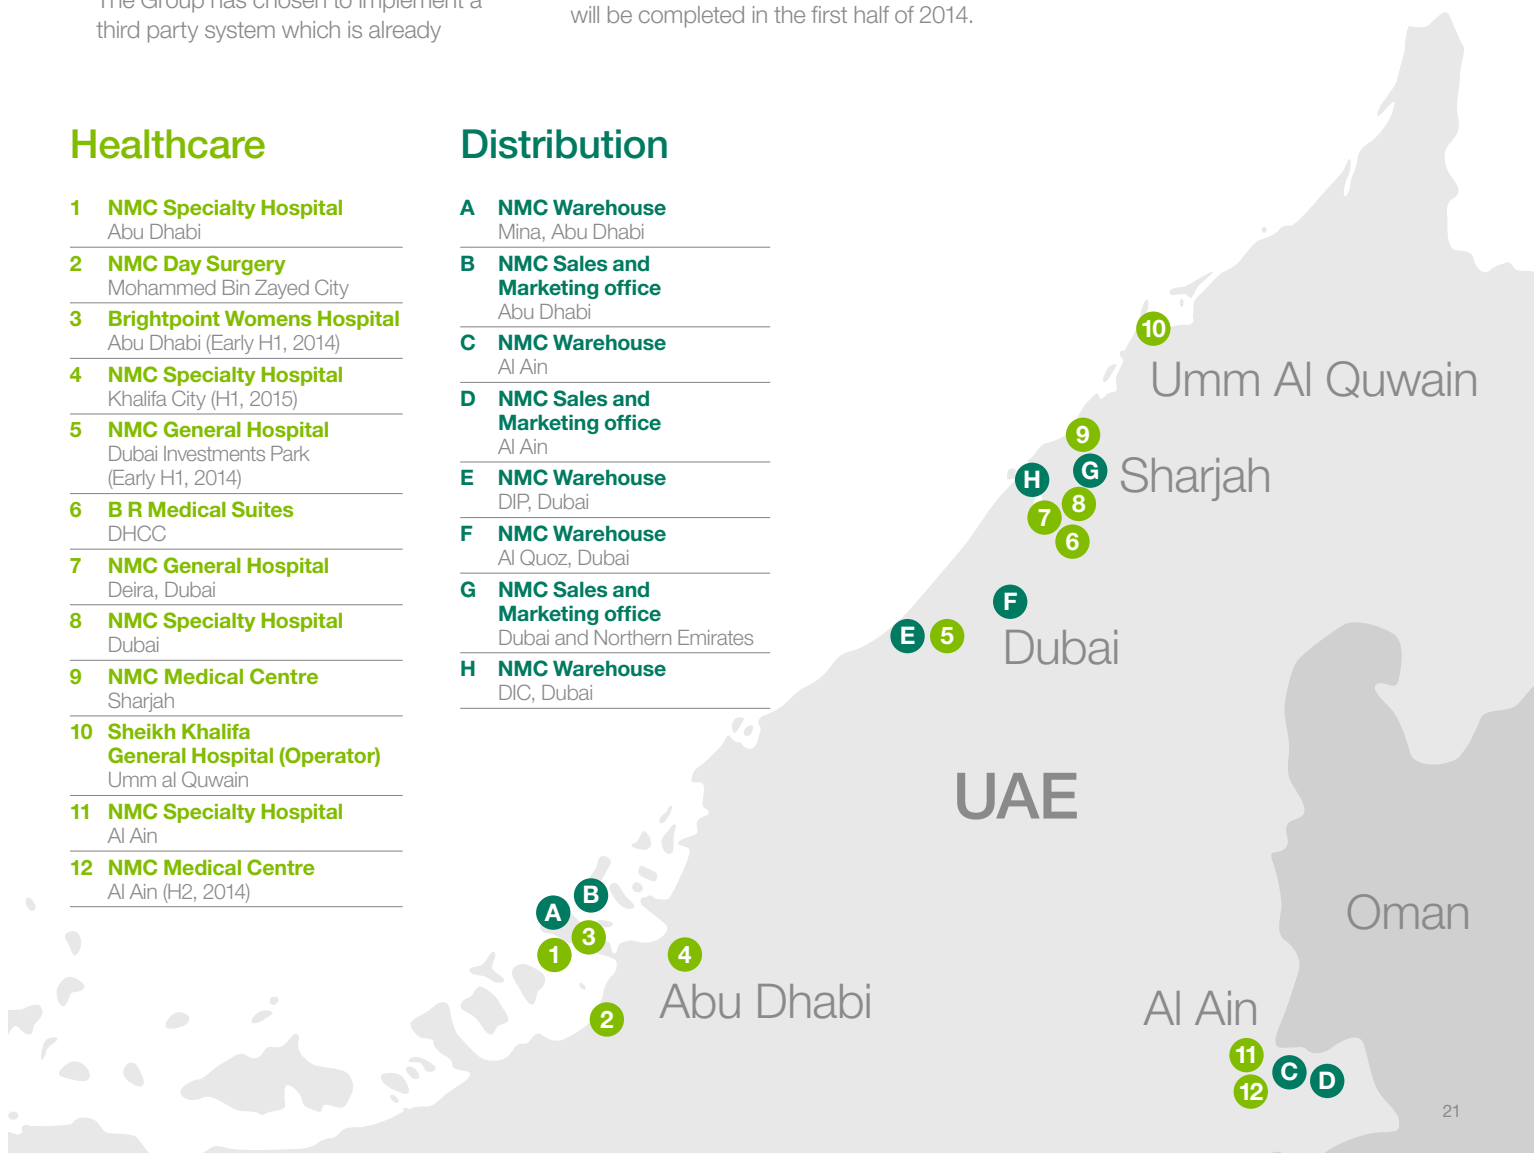 The Group has chosen to implement a
third party system which is already
will be completed in the first half of 2014.
Healthcare
1 NMC Specialty Hospital
Abu Dhabi
2 NMC Day Surgery
Mohammed Bin Zayed City
3 Brightpoint Womens Hospital
Abu Dhabi (Early H1, 2014)
4 NMC Specialty Hospital
Khalifa City (H1, 2015)
5 NMC General Hospital
Dubai Investments Park
(Early H1, 2014)
6 B R Medical Suites
DHCC
7 NMC General Hospital
Deira, Dubai
8 NMC Specialty Hospital
Dubai
9 NMC Medical Centre
Sharjah
10 Sheikh Khalifa
General Hospital (Operator)
Umm al Quwain
11 NMC Specialty Hospital
Al Ain
12 NMC Medical Centre
Al Ain (H2, 2014)
Distribution
A NMC Warehouse
Mina, Abu Dhabi
B NMC Sales and
Marketing office
Abu Dhabi
C NMC Warehouse
Al Ain
D NMC Sales and
Marketing office
Al Ain
E NMC Warehouse
DIP, Dubai
F NMC Warehouse
Al Quoz, Dubai
G NMC Sales and
Marketing office
Dubai and Northern Emirates
H NMC Warehouse
DIC, Dubai
10
Umm Al Quwain
9
H
G
Sharjah
7
8
6
F
E
5
Dubai
UAE
Oman
A
B
3
1
4
Abu Dhabi
2
Al Ain
11
C
D
12
21